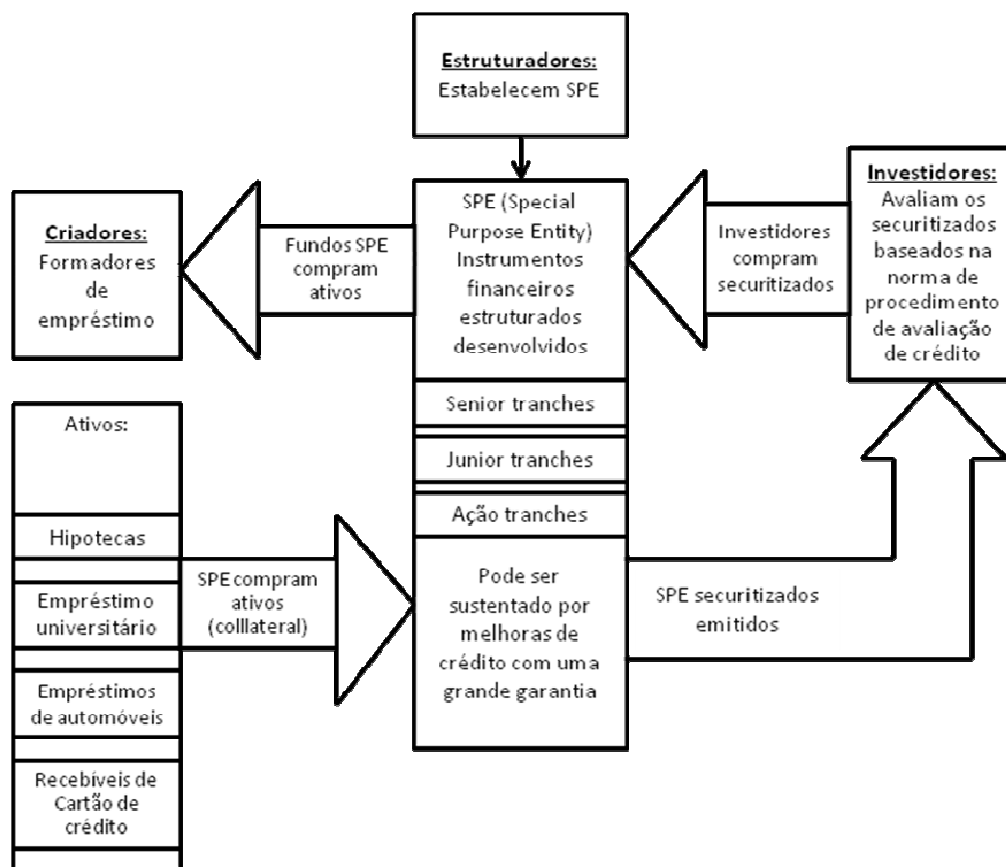 Estruturadores:
Estabelecem SPE
Criadores:
Formadores
de
empréstimo
Fundos SPE
compram
ativos
SPE (Special
Purpose Entity)
Instrumentos
financeiros
estruturados
desenvolvidos
Investidores
compram
securitizados
Investidores:
Avaliam os
securitizados
baseados na
norma de
procedimento
de avaliação
de crédito
Senior tranches
Junior tranches
Ação tranches
Pode ser
sustentado por
melhoras de
crédito com uma
grande garantia
Ativos:
Hipotecas
Empréstimo
universitário
Empréstimos
de automóveis
Recebíveis de
Cartão de
crédito
SPE compram
ativos
(colllateral)
SPE securitizados
emitidos